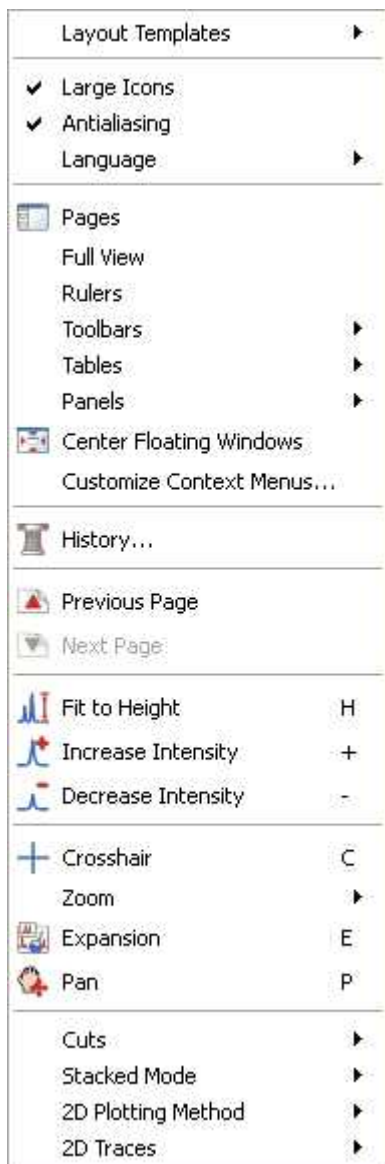 Layout Templates
Large Icons
Antialiasing
Language
Pages
Full View
Rulers
Toolbars
Tables
Panels
Center Floating Windows
Customize Context Menus...
History...
Previous Page
Next Page
Fit to Height H
Increase Intensity +
Decrease Intensity -
Crosshair C
Zoom
Expansion E
Pan P
Cuts
Stacked Mode
2D Plotting Method
2D Traces